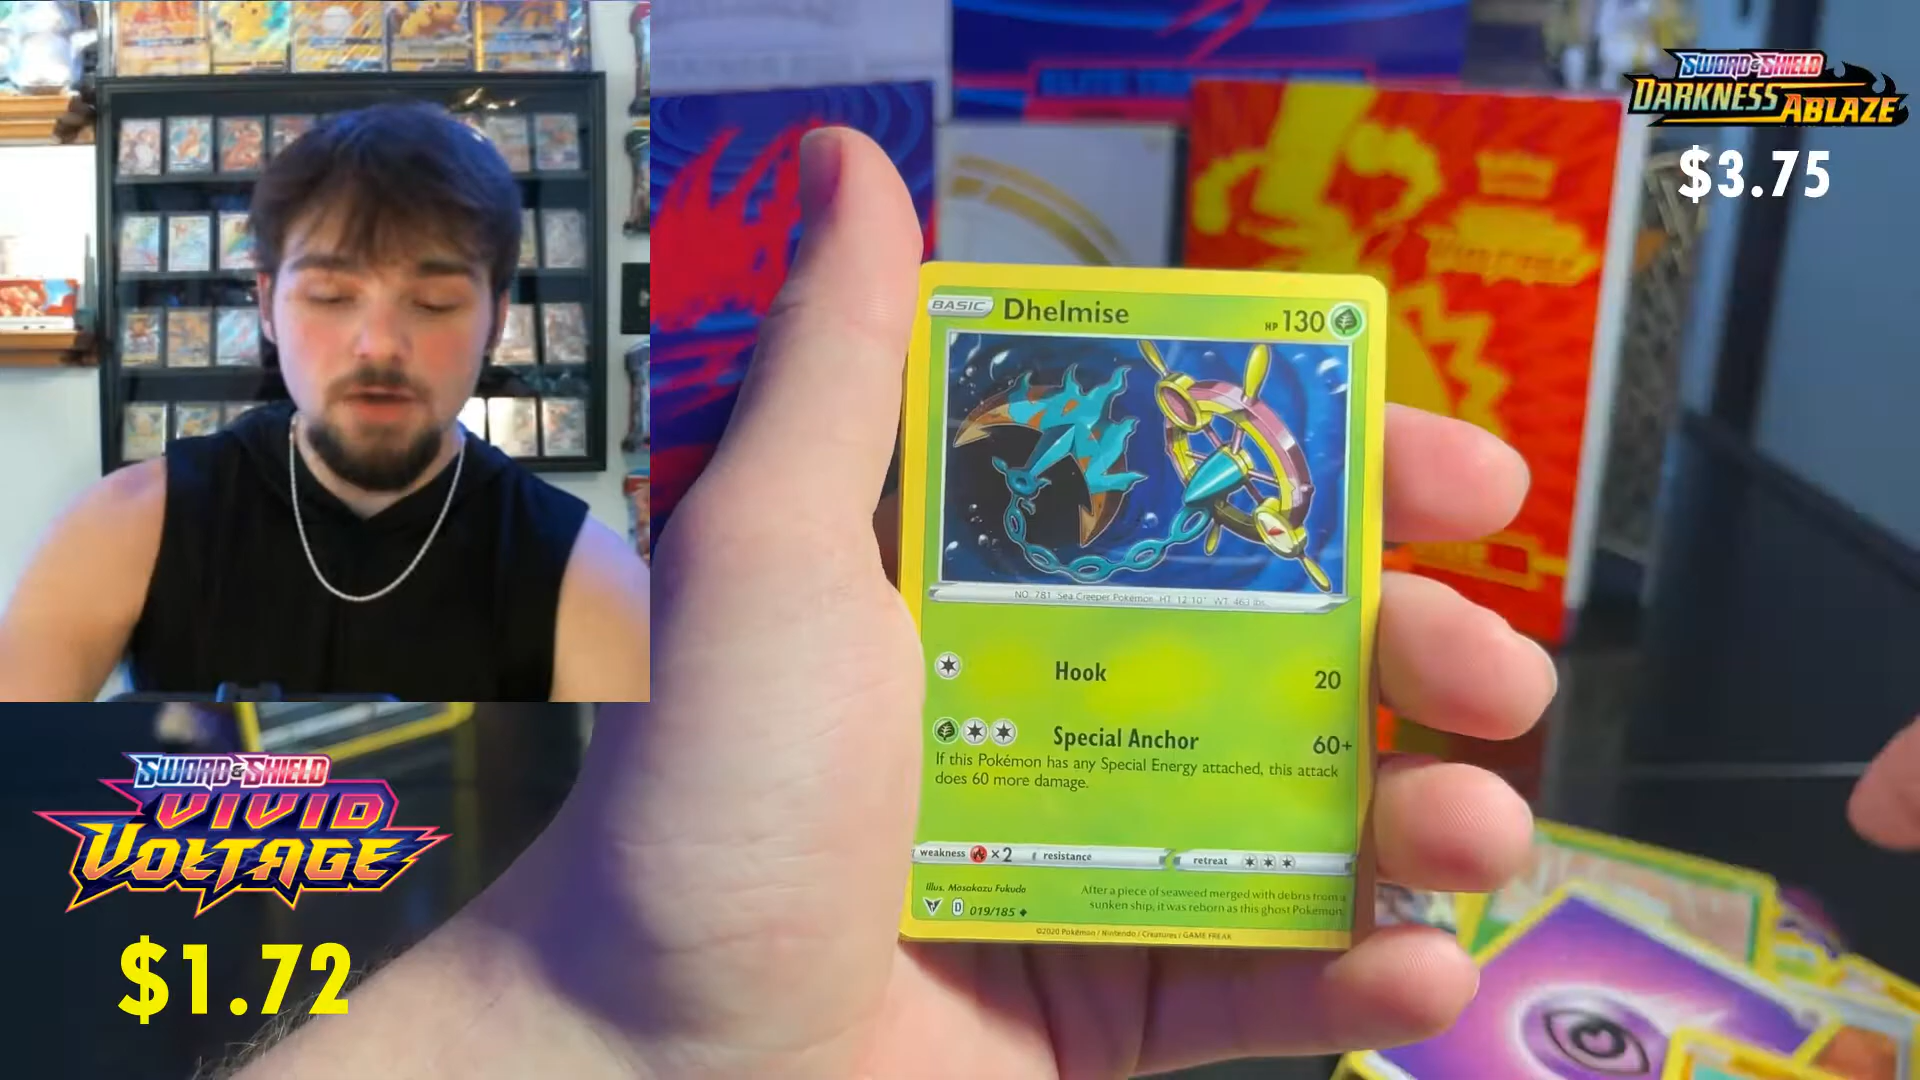 SWORD & SHIELD
DARKNESS ABLAZE
$3.75
BASIC Dhelmise HP 130
NO. 781 Sea Creeper Pokémon HT: 12'10" WT: 463 lbs.
Hook 20
Special Anchor 60+
If this Pokémon has any Special Energy attached, this attack
does 60 more damage.
weakness ×2 resistance retreat
Illus. Masakazu Fukuda
After a piece of seaweed merged with debris from a
sunken ship, it was reborn as this ghost Pokémon.
D 019/185
©2020 Pokémon / Nintendo / Creatures / GAME FREAK
SWORD & SHIELD
VIVID
VOLTAGE
$1.72